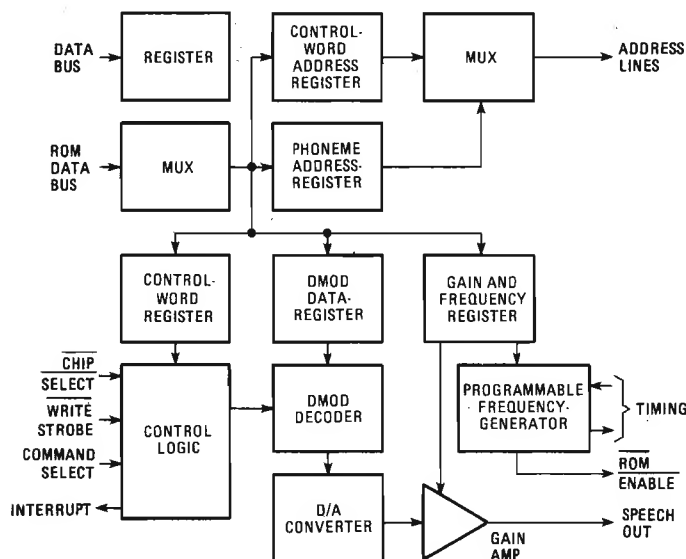 DATA
BUS
REGISTER
CONTROL-
WORD
ADDRESS
REGISTER
MUX
ADDRESS
LINES
ROM
DATA
BUS
MUX
PHONEME
ADDRESS-
REGISTER
CONTROL-
WORD
REGISTER
DMOD
DATA-
REGISTER
GAIN AND
FREQUENCY
REGISTER
CHIP
SELECT
WRITE
STROBE
COMMAND
SELECT
INTERRUPT
CONTROL
LOGIC
DMOD
DECODER
PROGRAMMABLE
FREQUENCY-
GENERATOR
TIMING
ROM
ENABLE
D/A
CONVERTER
GAIN
AMP
SPEECH
OUT